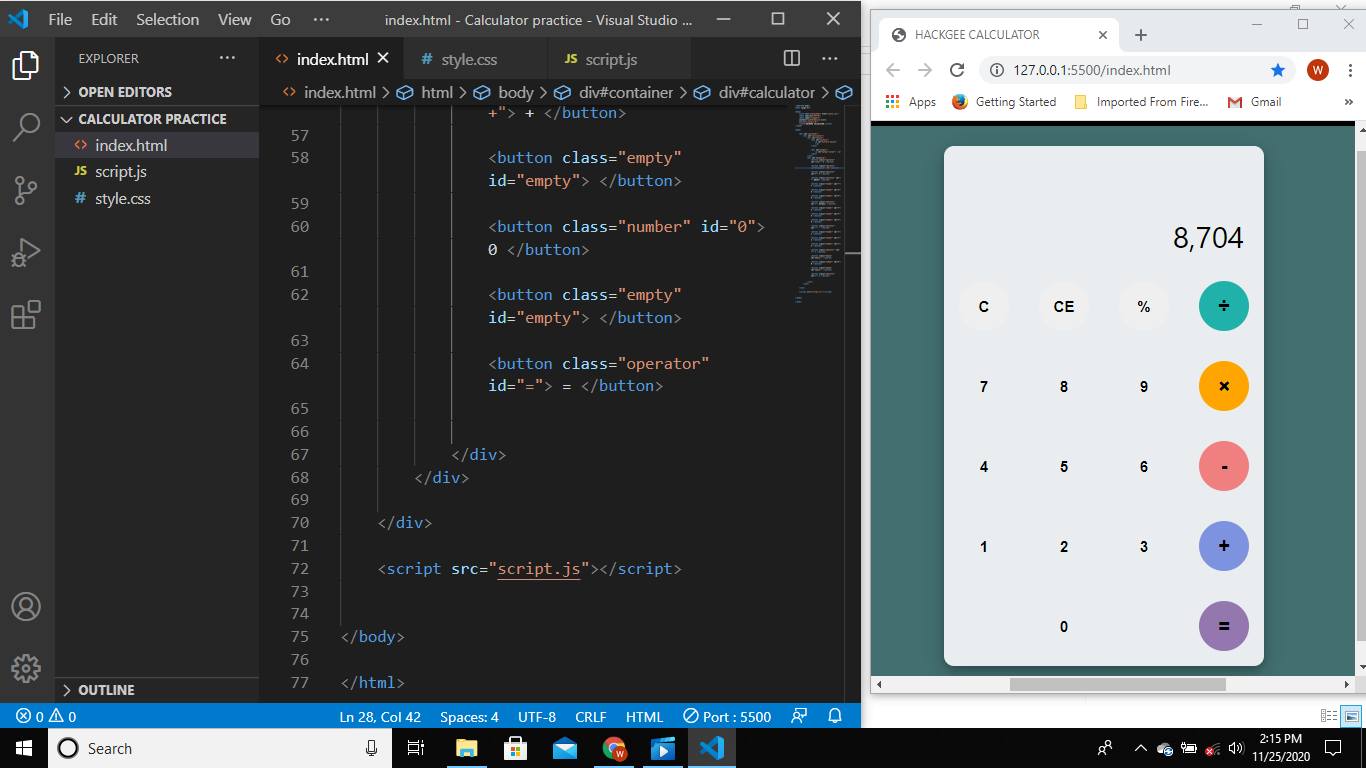 File Edit Selection View Go ··· index.html - Calculator practice - Visual Studio ...
EXPLORER ···
OPEN EDITORS
CALCULATOR PRACTICE
index.html
script.js
style.css
OUTLINE
index.html style.css script.js ···
index.html > html > body > div#container > div#calculator >
+"> + </button>
57
58 <button class="empty"
id="empty"> </button>
59
60 <button class="number" id="0">
0 </button>
61
62 <button class="empty"
id="empty"> </button>
63
64 <button class="operator"
id="="> = </button>
65
66
67 </div>
68 </div>
69
70 </div>
71
72 <script src="script.js"></script>
73
74
75 </body>
76
77 </html>
0 0 Ln 28, Col 42 Spaces: 4 UTF-8 CRLF HTML Port : 5500
HACKGEE CALCULATOR
127.0.0.1:5500/index.html W
Apps Getting Started Imported From Fire... Gmail »
8,704
C CE % ÷
7 8 9 ×
4 5 6 -
1 2 3 +
0 =
Search
2:15 PM
11/25/2020